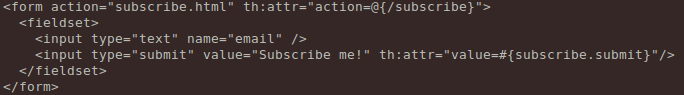 <form action="subscribe.html" th:attr="action=@{/subscribe}">
  <fieldset>
    <input type="text" name="email" />
    <input type="submit" value="Subscribe me!" th:attr="value=#{subscribe.submit}"/>
  </fieldset>
</form>